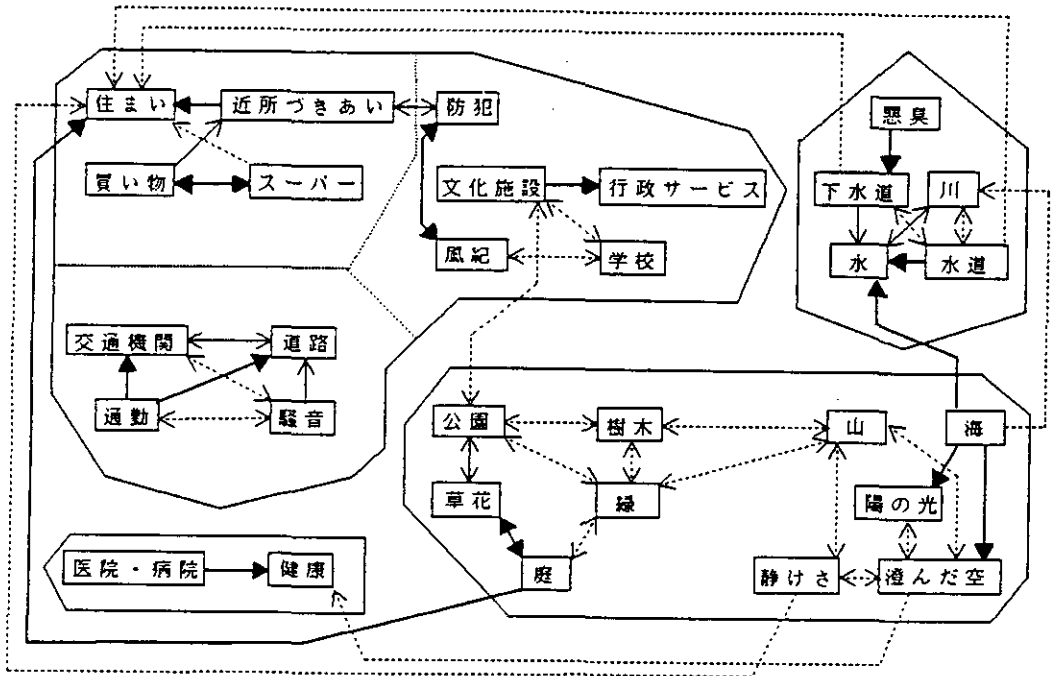 住まい
近所づきあい
防犯
買い物
スーパー
文化施設
行政サービス
風紀
学校
悪臭
下水道
川
水
水道
交通機関
道路
通勤
騒音
公園
樹木
山
海
草花
緑
陽の光
庭
静けさ
澄んだ空
医院・病院
健康